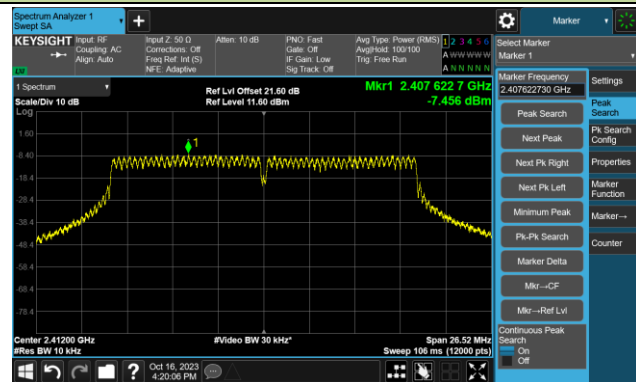 Spectrum Analyzer 1
Swept SA
Marker
KEYSIGHT
Input: RF
Coupling: AC
Align: Auto
Input Z: 50 Ω
Corrections: Off
Freq Ref: Int (S)
NFE: Adaptive
Atten: 10 dB
PNO: Fast
Gate: Off
IF Gain: Low
Sig Track: Off
Avg Type: Power (RMS)
Avg|Hold: 100/100
Trig: Free Run
1 2 3 4 5 6
A W W W W W
A N N N N N
LXI
Select Marker
Marker 1
1 Spectrum
Scale/Div 10 dB
Log
Ref Lvl Offset 21.60 dB
Ref Level 11.60 dBm
Mkr1 2.407 622 7 GHz
-7.456 dBm
1
1.60
-8.40
-18.4
-28.4
-38.4
-48.4
-58.4
-68.4
-78.4
Center 2.41200 GHz
#Res BW 10 kHz
#Video BW 30 kHz*
Span 26.52 MHz
Sweep 106 ms (12000 pts)
Marker Frequency
2.407622730 GHz
Peak Search
Next Peak
Next Pk Right
Next Pk Left
Minimum Peak
Pk-Pk Search
Marker Delta
Mkr→CF
Mkr→Ref Lvl
Continuous Peak
Search
On
Off
Settings
Peak
Search
Pk Search
Config
Properties
Marker
Function
Marker→
Counter
?
Oct 16, 2023
4:20:06 PM